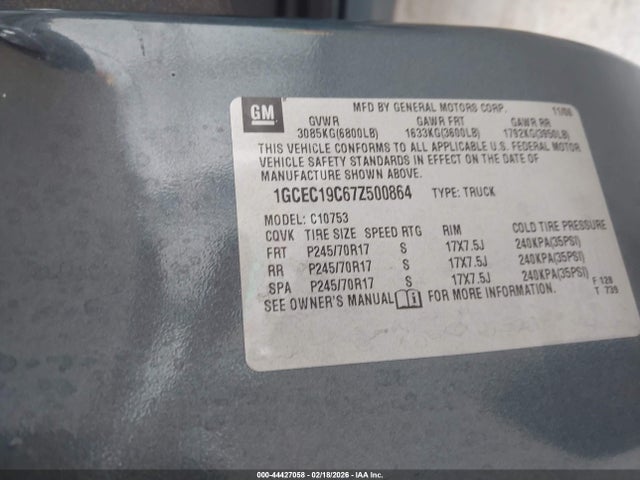 GM
MFD BY GENERAL MOTORS CORP. 11/06
GVWR GAWR FRT GAWR RR
3085KG(6800LB) 1633KG(3600LB) 1792KG(3950LB)
THIS VEHICLE CONFORMS TO ALL APPLICABLE U.S. FEDERAL MOTOR
VEHICLE SAFETY STANDARDS IN EFFECT ON THE DATE OF
MANUFACTURE SHOWN ABOVE.
1GCEC19C67Z500864 TYPE: TRUCK
MODEL: C10753
CQVK TIRE SIZE SPEED RTG RIM COLD TIRE PRESSURE
FRT P245/70R17 S 17X7.5J 240KPA(35PSI)
RR P245/70R17 S 17X7.5J 240KPA(35PSI)
SPA P245/70R17 S 17X7.5J 240KPA(35PSI)
SEE OWNER'S MANUAL FOR MORE INFORMATION.
F 128
T 739
000-44427058 - 02/18/2026 - IAA Inc.